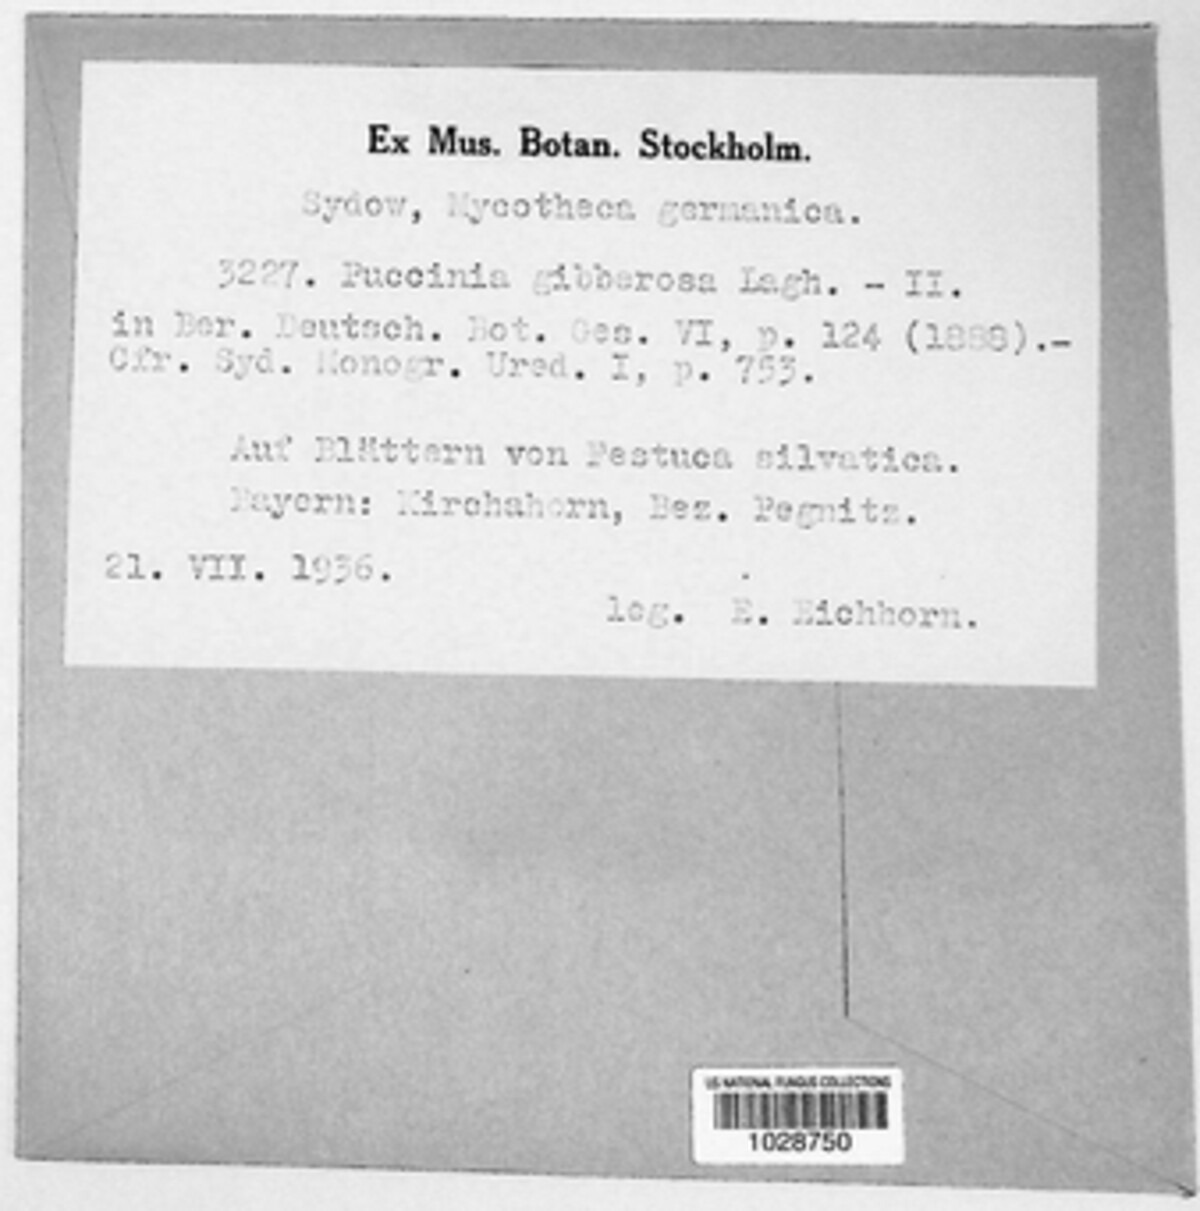 Ex Mus. Botan. Stockholm.
Sydow, Mycotheca germanica.
3227. Puccinia gibberosa Lagh. - II.
in Ber. Deutsch. Bot. Ges. VI, p. 124 (1888).-
Cfr. Syd. Monogr. Ured. I, p. 753.
Auf Blättern von Festuca silvatica.
Bayern: Kirchahorn, Bez. Pegnitz.
21. VII. 1936.
leg. E. Eichhorn.
US NATIONAL FUNGUS COLLECTIONS
1028750